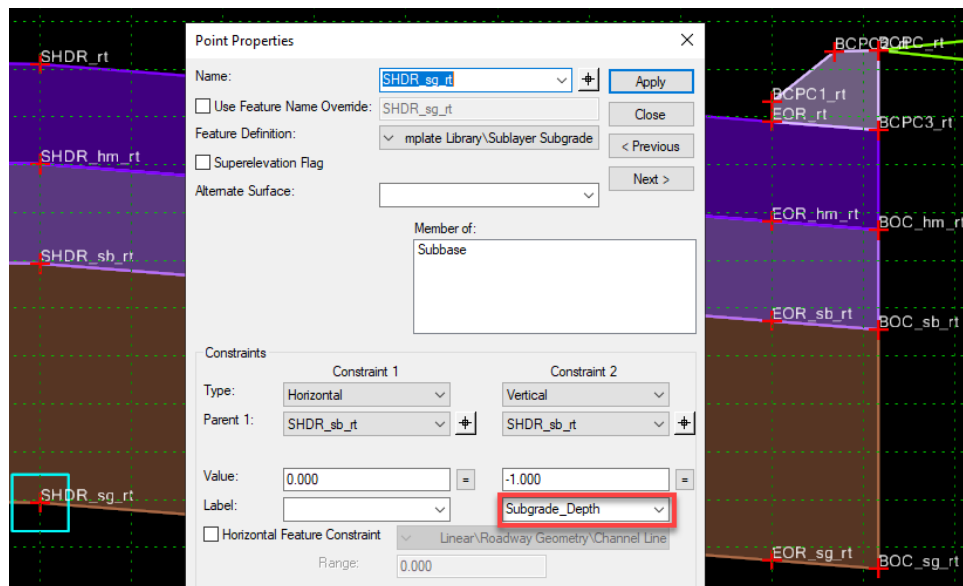 SHDR_rt
SHDR_hm_rt
SHDR_sb_rt
SHDR_sg_rt
Point Properties
Name:
SHDR_sg_rt
Apply
Use Feature Name Override:
SHDR_sg_rt
Close
Feature Definition:
mplate Library\Sublayer Subgrade
< Previous
Superelevation Flag
Next >
Alternate Surface:
Member of:
Subbase
Constraints
Constraint 1
Constraint 2
Type:
Horizontal
Vertical
Parent 1:
SHDR_sb_rt
SHDR_sb_rt
Value:
0.000
=
-1.000
=
Label:
Subgrade_Depth
Horizontal Feature Constraint
Linear\Roadway Geometry\Channel Line
Range:
0.000
BCPC1_rt
EOR_rt
BCPC3_rt
EOR_hm_rt
BOC_hm_rt
EOR_sb_rt
BOC_sb_rt
EOR_sg_rt
BOC_sg_rt